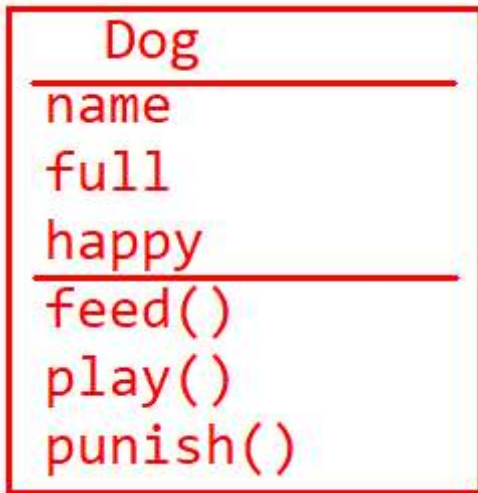 Dog
name
full
happy
feed()
play()
punish()